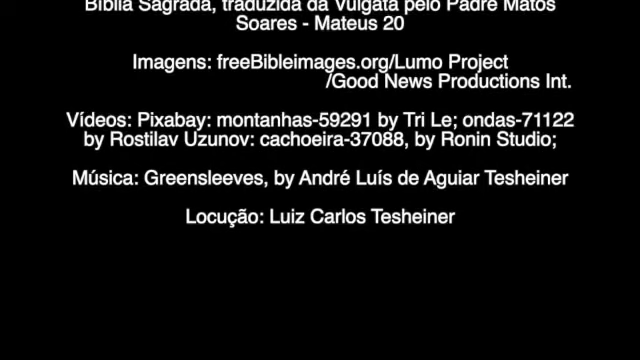 Bíblia Sagrada, traduzida da Vulgata pelo Padre Matos
Soares - Mateus 20
Imagens: freeBibleimages.org/Lumo Project
/Good News Productions Int.
Vídeos: Pixabay: montanhas-59291 by Tri Le; ondas-71122
by Rostilav Uzunov: cachoeira-37088, by Ronin Studio;
Música: Greensleeves, by André Luís de Aguiar Tesheiner
Locução: Luiz Carlos Tesheiner